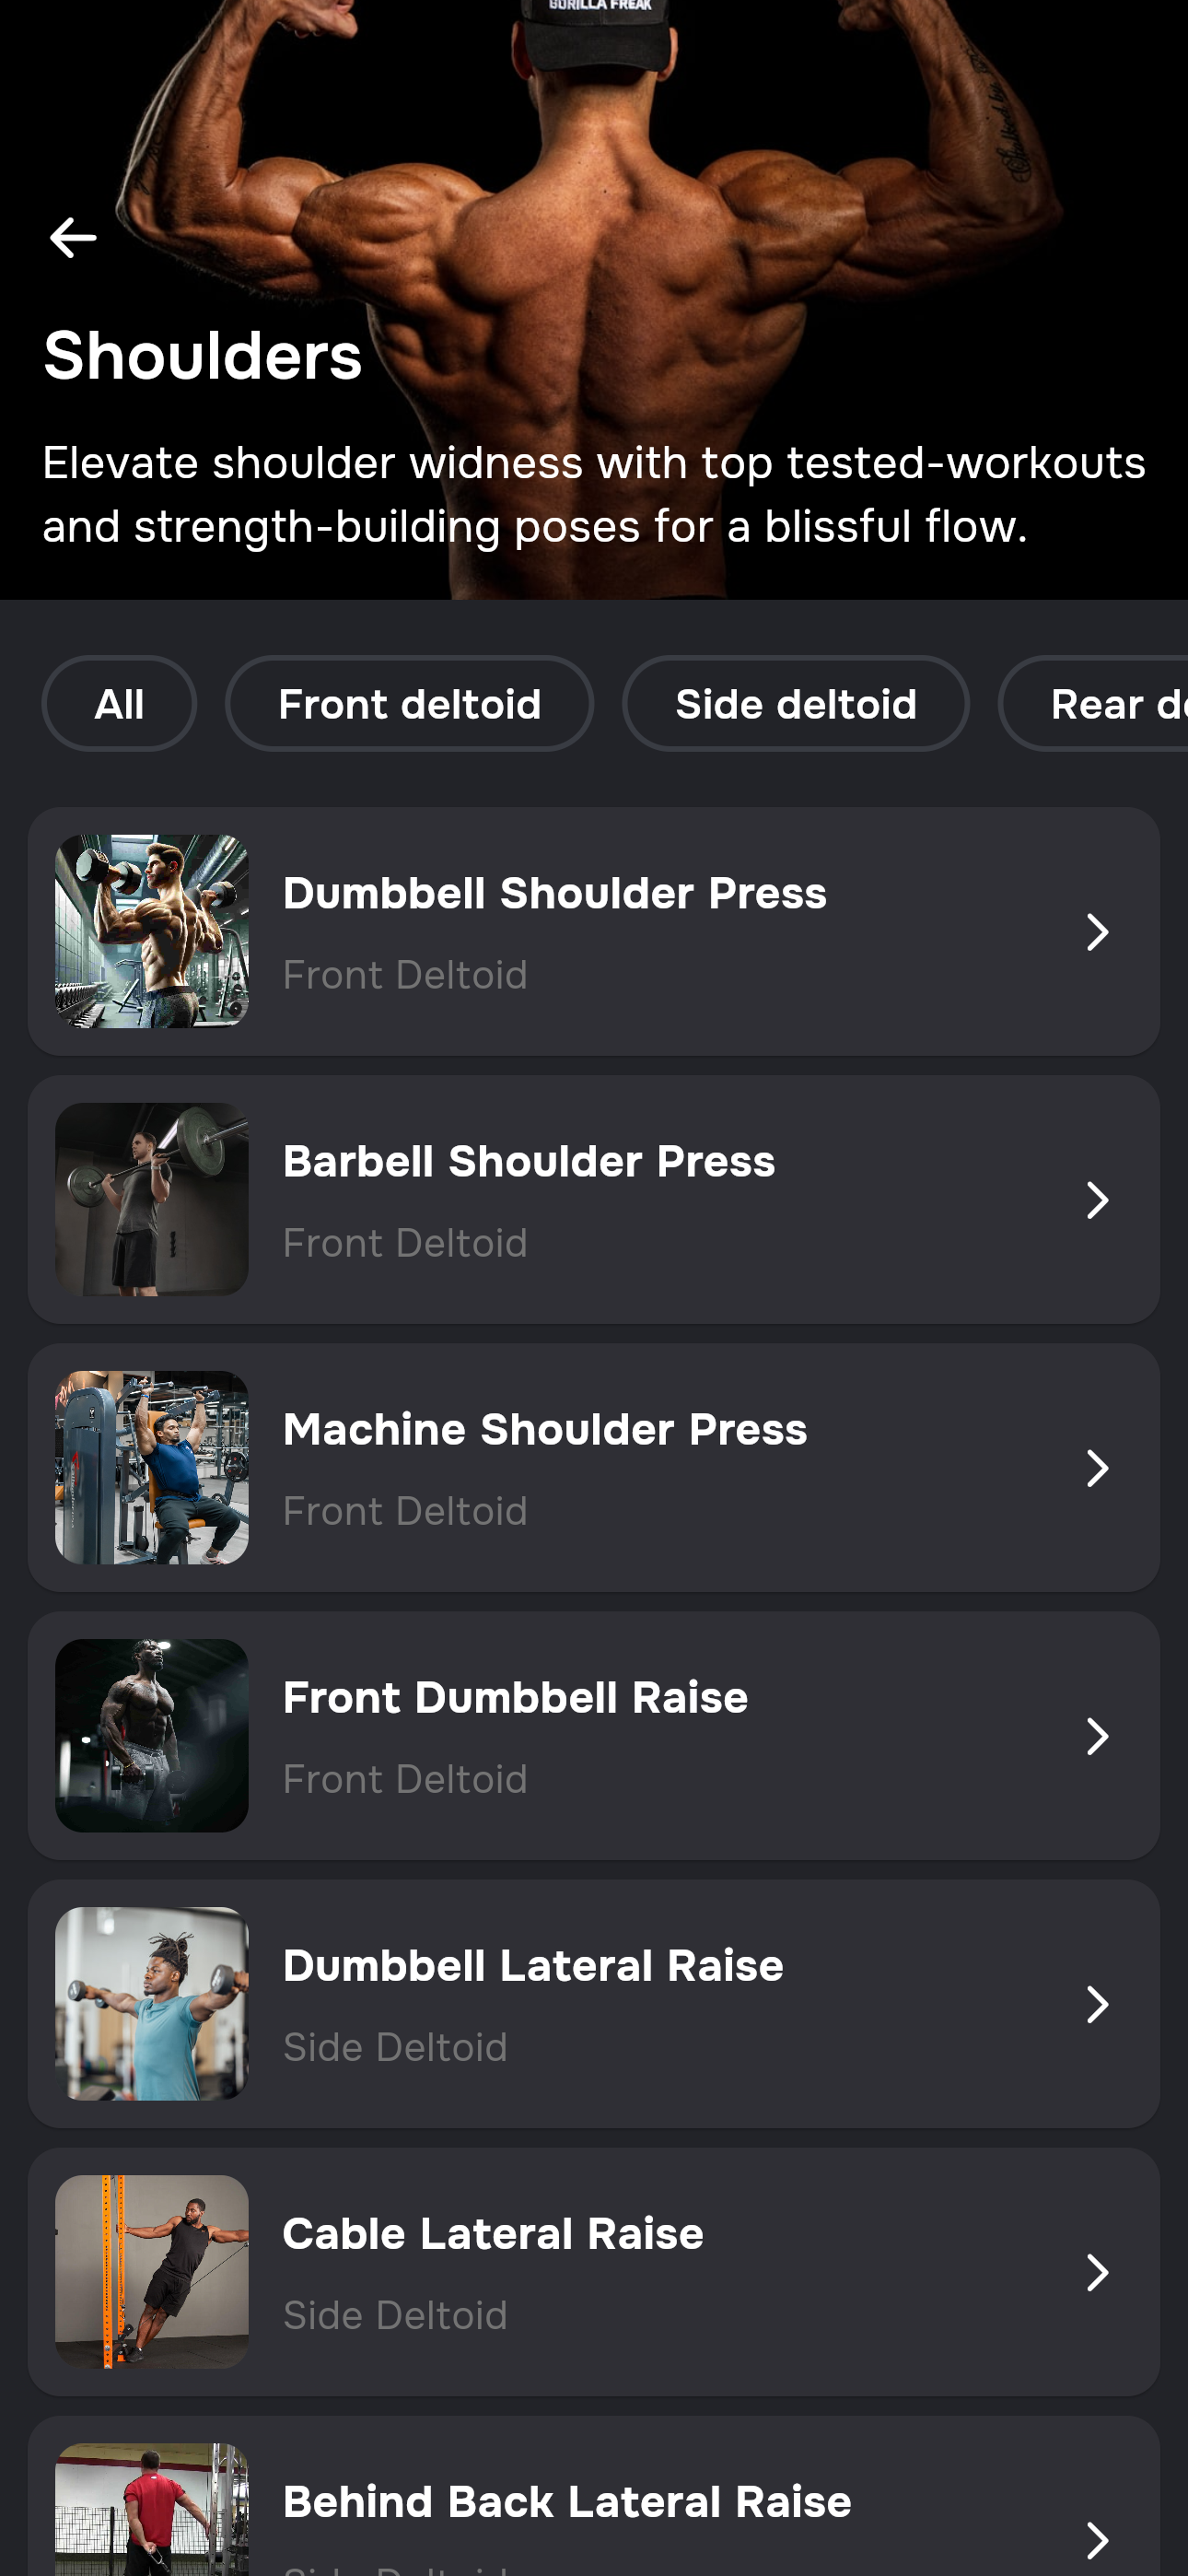 GORILLA FREAK
Shoulders
Elevate shoulder widness with top tested-workouts
and strength-building poses for a blissful flow.
All
Front deltoid
Side deltoid
Rear
Dumbbell Shoulder Press
Front Deltoid
Barbell Shoulder Press
Front Deltoid
Machine Shoulder Press
Front Deltoid
Front Dumbbell Raise
Front Deltoid
Dumbbell Lateral Raise
Side Deltoid
Cable Lateral Raise
Side Deltoid
Behind Back Lateral Raise
Side Deltoid